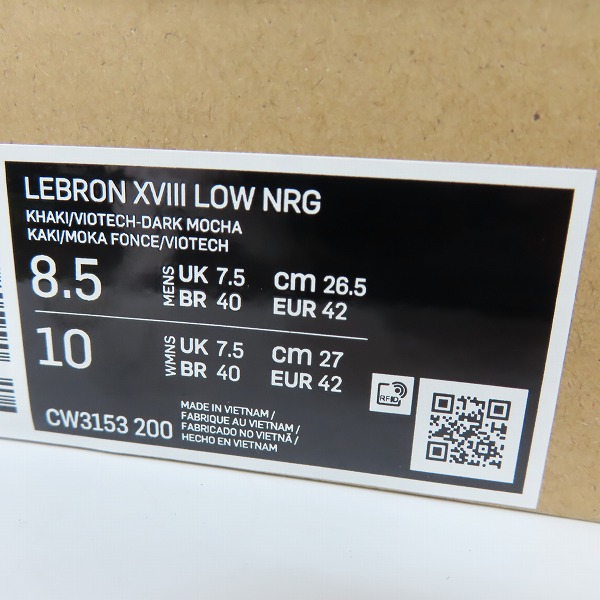 LEBRON XVIII LOW NRG
KHAKI/VIOTECH-DARK MOCHA
KAKI/MOKA FONCE/VIOTECH
8.5 MENS UK 7.5 cm 26.5
BR 40 EUR 42
10 WMNS UK 7.5 cm 27
BR 40 EUR 42
RFID
CW3153 200
MADE IN VIETNAM/
FABRIQUE AU VIETNAM/
FABRICADO NO VIETNÃ/
HECHO EN VIETNAM